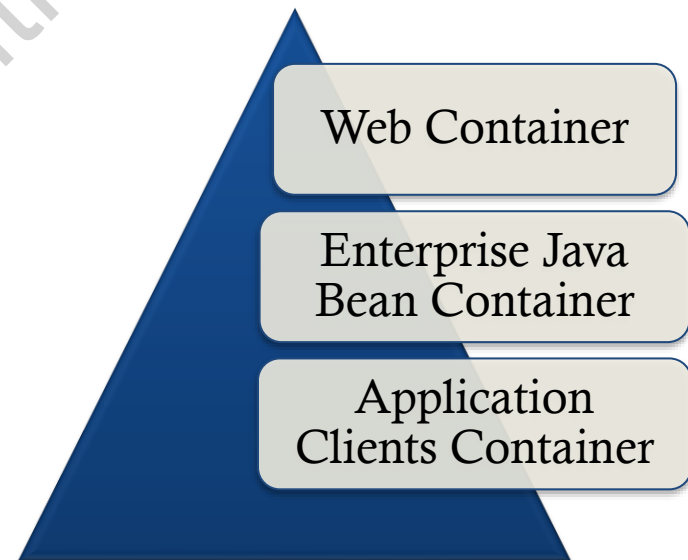 Web Container
Enterprise Java
Bean Container
Application
Clients Container